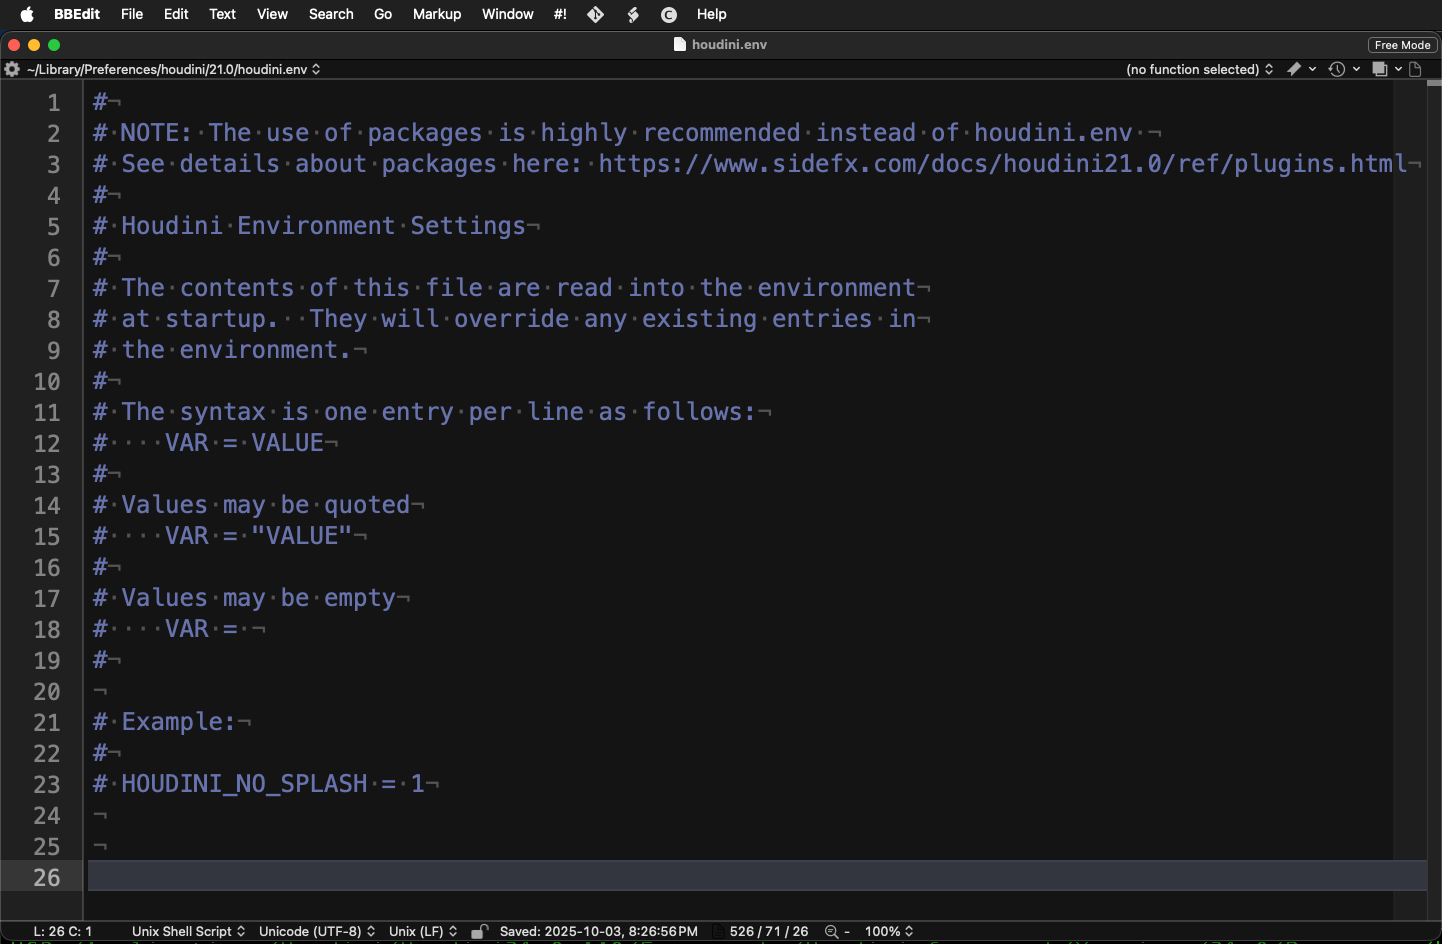 BBEdit File Edit Text View Search Go Markup Window #! Help
houdini.env
Free Mode
~/Library/Preferences/houdini/21.0/houdini.env (no function selected)
1 #¬
2 #·NOTE:·The·use·of·packages·is·highly·recommended·instead·of·houdini.env·¬
3 #·See·details·about·packages·here:·https://www.sidefx.com/docs/houdini21.0/ref/plugins.html¬
4 #¬
5 #·Houdini·Environment·Settings¬
6 #¬
7 #·The·contents·of·this·file·are·read·into·the·environment¬
8 #·at·startup.··They·will·override·any·existing·entries·in¬
9 #·the·environment.¬
10 #¬
11 #·The·syntax·is·one·entry·per·line·as·follows:¬
12 #····VAR·=·VALUE¬
13 #¬
14 #·Values·may·be·quoted¬
15 #····VAR·=·"VALUE"¬
16 #¬
17 #·Values·may·be·empty¬
18 #····VAR·=·¬
19 #¬
20 ¬
21 #·Example:¬
22 #¬
23 #·HOUDINI_NO_SPLASH·=·1¬
24 ¬
25 ¬
26
L: 26 C: 1 Unix Shell Script Unicode (UTF-8) Unix (LF) Saved: 2025-10-03, 8:26:56 PM 526 / 71 / 26 - 100%